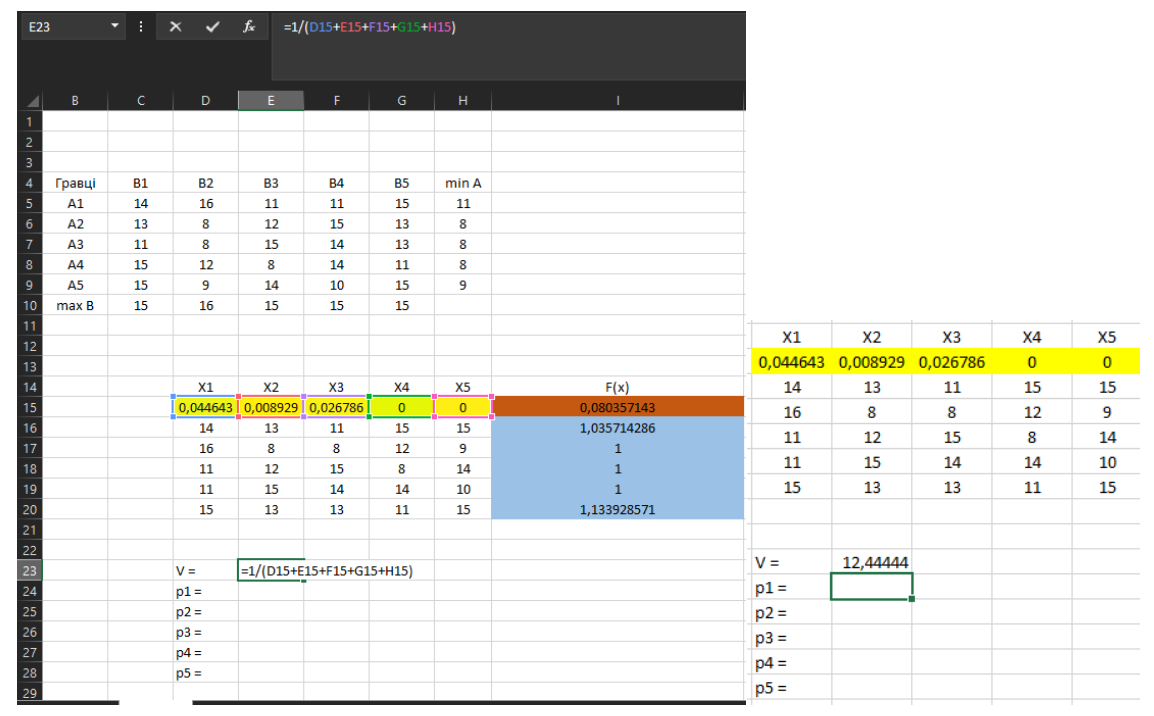 E23 =1/(D15+E15+F15+G15+H15)
B C D E F G H I
1
2
3
4 Гравці B1 B2 B3 B4 B5 min A
5 A1 14 16 11 11 15 11
6 A2 13 8 12 15 13 8
7 A3 11 8 15 14 13 8
8 A4 15 12 8 14 11 8
9 A5 15 9 14 10 15 9
10 max B 15 16 15 15 15
11
12
13
14 X1 X2 X3 X4 X5 F(x)
15 0,044643 0,008929 0,026786 0 0 0,080357143
16 14 13 11 15 15 1,035714286
17 16 8 8 12 9 1
18 11 12 15 8 14 1
19 11 15 14 14 10 1
20 15 13 13 11 15 1,133928571
21
22
23 V = =1/(D15+E15+F15+G15+H15)
24 p1 =
25 p2 =
26 p3 =
27 p4 =
28 p5 =
29
X1 X2 X3 X4 X5
0,044643 0,008929 0,026786 0 0
14 13 11 15 15
16 8 8 12 9
11 12 15 8 14
11 15 14 14 10
15 13 13 11 15
V = 12,44444
p1 =
p2 =
p3 =
p4 =
p5 =